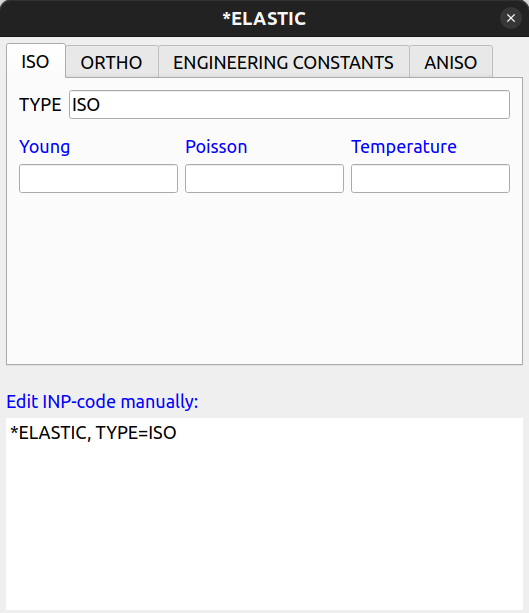 *ELASTIC
ISO ORTHO ENGINEERING CONSTANTS ANISO
TYPE ISO
Young Poisson Temperature
Edit INP-code manually:
*ELASTIC, TYPE=ISO